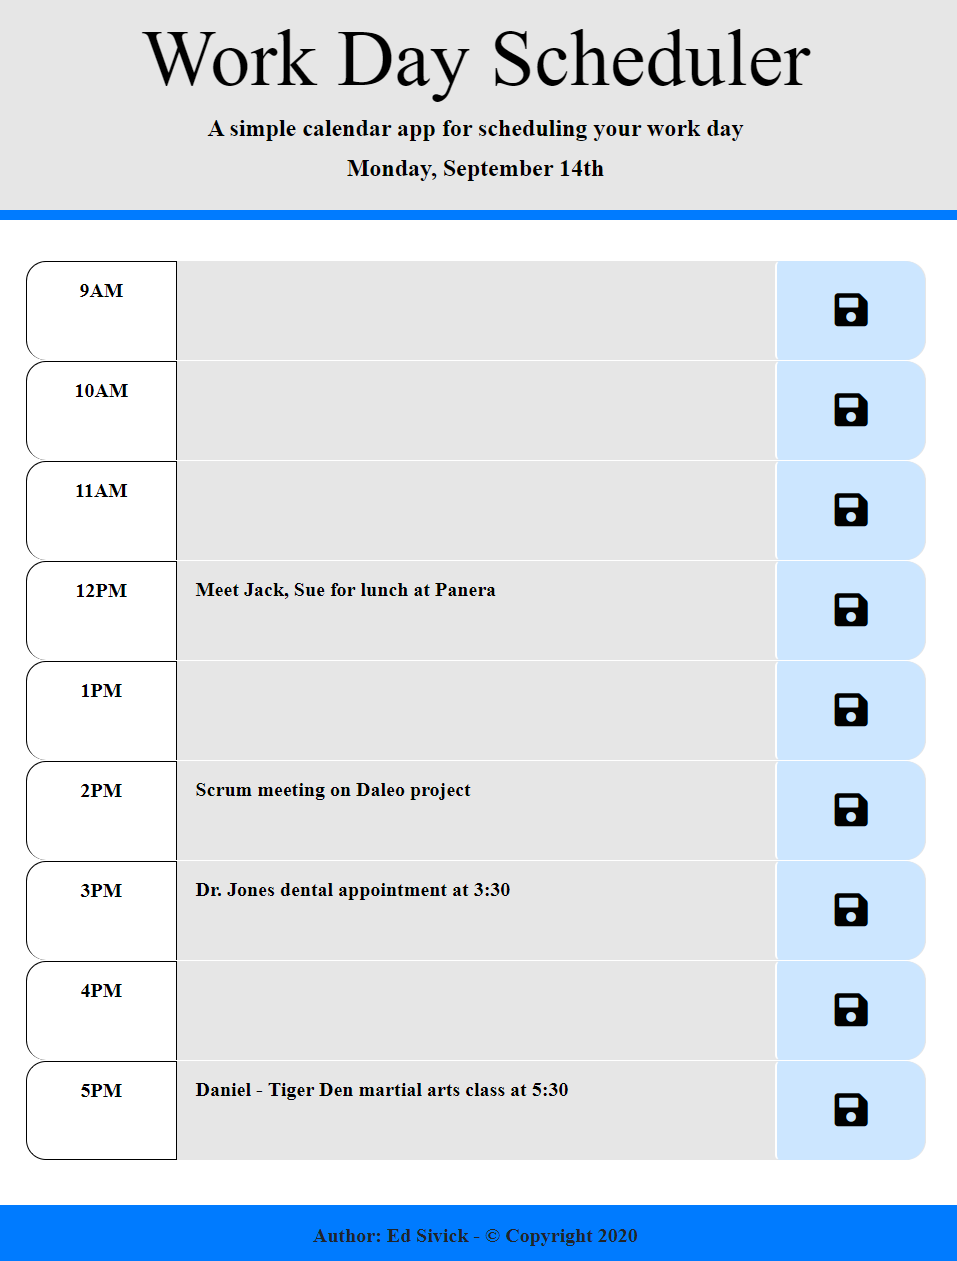 Work Day Scheduler
A simple calendar app for scheduling your work day
Monday, September 14th
9AM
10AM
11AM
12PM Meet Jack, Sue for lunch at Panera
1PM
2PM Scrum meeting on Daleo project
3PM Dr. Jones dental appointment at 3:30
4PM
5PM Daniel - Tiger Den martial arts class at 5:30
Author: Ed Sivick - © Copyright 2020